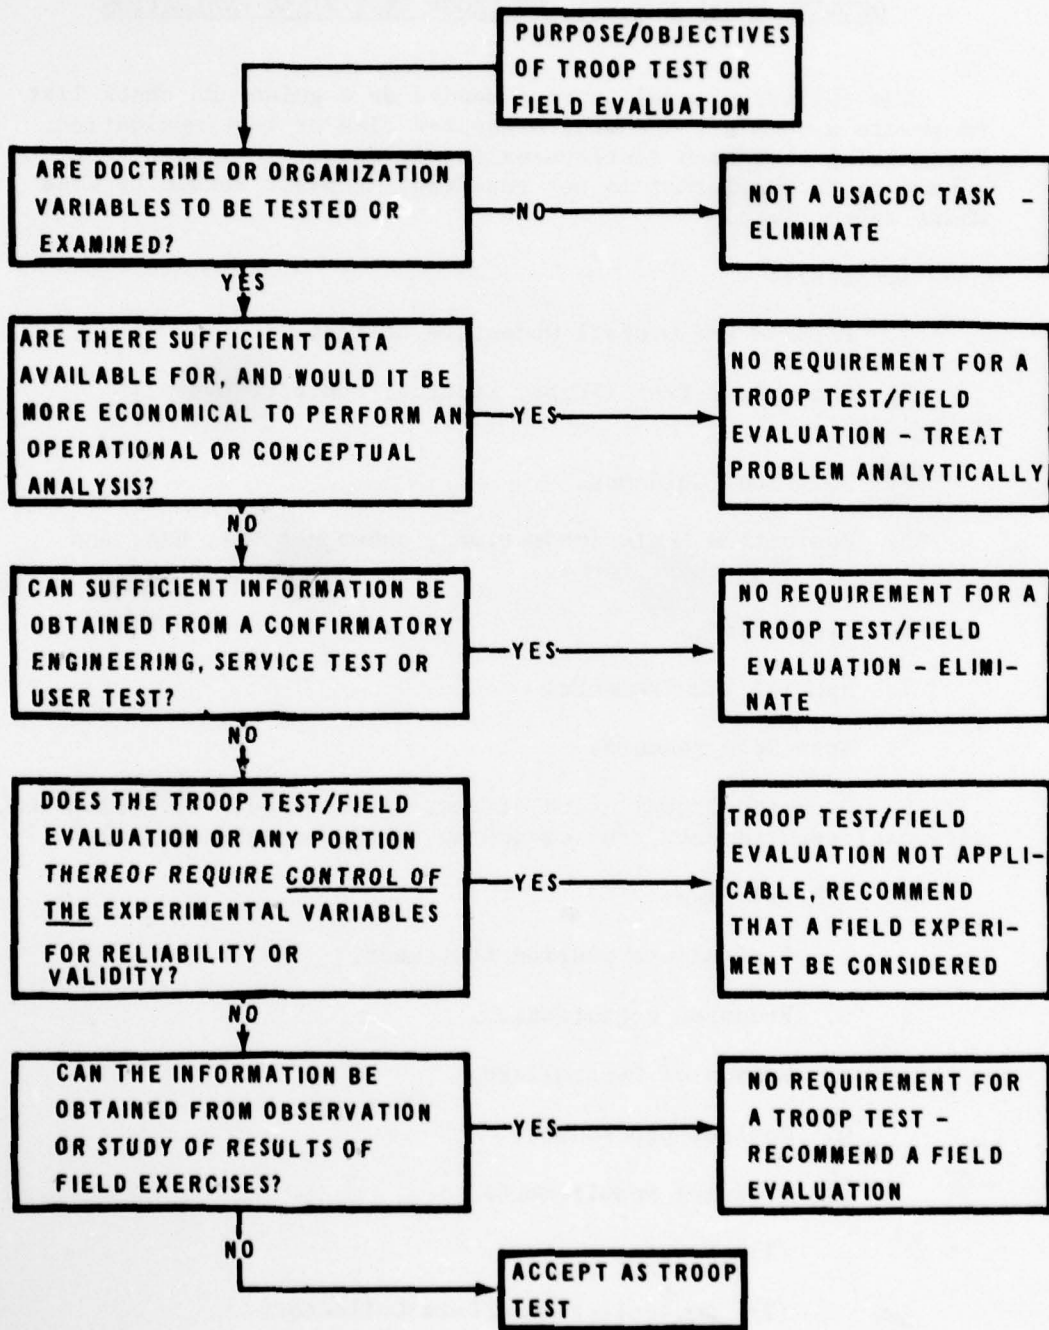 PURPOSE/OBJECTIVES
OF TROOP TEST OR
FIELD EVALUATION
ARE DOCTRINE OR ORGANIZATION
VARIABLES TO BE TESTED OR
EXAMINED?
NO
NOT A USACDC TASK –
ELIMINATE
YES
ARE THERE SUFFICIENT DATA
AVAILABLE FOR, AND WOULD IT BE
MORE ECONOMICAL TO PERFORM AN
OPERATIONAL OR CONCEPTUAL
ANALYSIS?
YES
NO REQUIREMENT FOR A
TROOP TEST/FIELD
EVALUATION – TREAT
PROBLEM ANALYTICALLY
NO
CAN SUFFICIENT INFORMATION BE
OBTAINED FROM A CONFIRMATORY
ENGINEERING, SERVICE TEST OR
USER TEST?
YES
NO REQUIREMENT FOR A
TROOP TEST/FIELD
EVALUATION – ELIMI-
NATE
NO
DOES THE TROOP TEST/FIELD
EVALUATION OR ANY PORTION
THEREOF REQUIRE CONTROL OF
THE EXPERIMENTAL VARIABLES
FOR RELIABILITY OR
VALIDITY?
YES
TROOP TEST/FIELD
EVALUATION NOT APPLI-
CABLE, RECOMMEND
THAT A FIELD EXPERI-
MENT BE CONSIDERED
NO
CAN THE INFORMATION BE
OBTAINED FROM OBSERVATION
OR STUDY OF RESULTS OF
FIELD EXERCISES?
YES
NO REQUIREMENT FOR
A TROOP TEST –
RECOMMEND A FIELD
EVALUATION
NO
ACCEPT AS TROOP
TEST